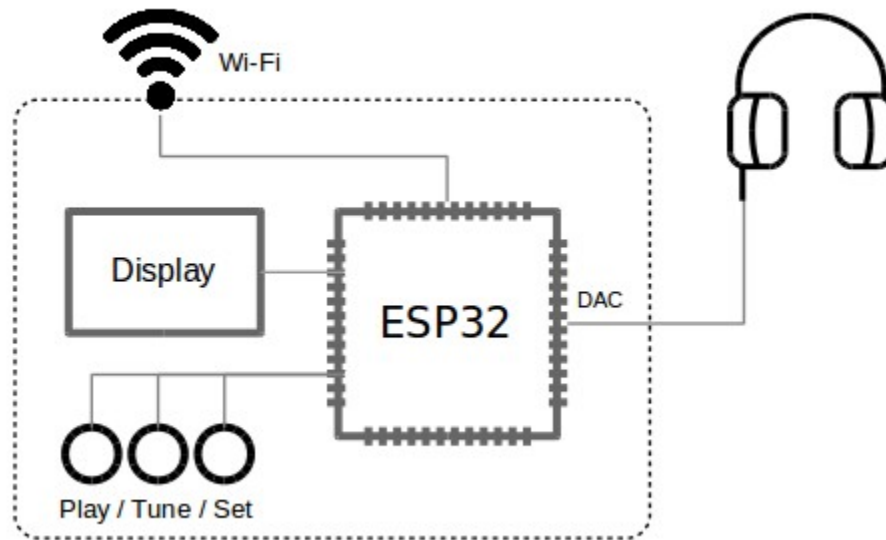 Wi-Fi
Display
DAC
ESP32
Play / Tune / Set